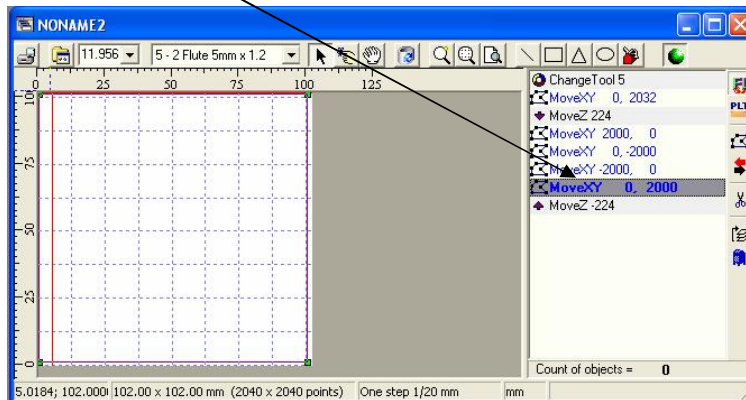 NONAME2
11.956 5 - 2 Flute 5mm x 1.2
0 25 50 75 100 125
100
75
50
25
0
ChangeTool 5
MoveXY 0, 2032
MoveZ 224
MoveXY 2000, 0
MoveXY 0, -2000
MoveXY -2000, 0
MoveXY 0, 2000
MoveZ -224
PLT
Count of objects = 0
5.0184; 102.000 102.00 x 102.00 mm (2040 x 2040 points) One step 1/20 mm mm